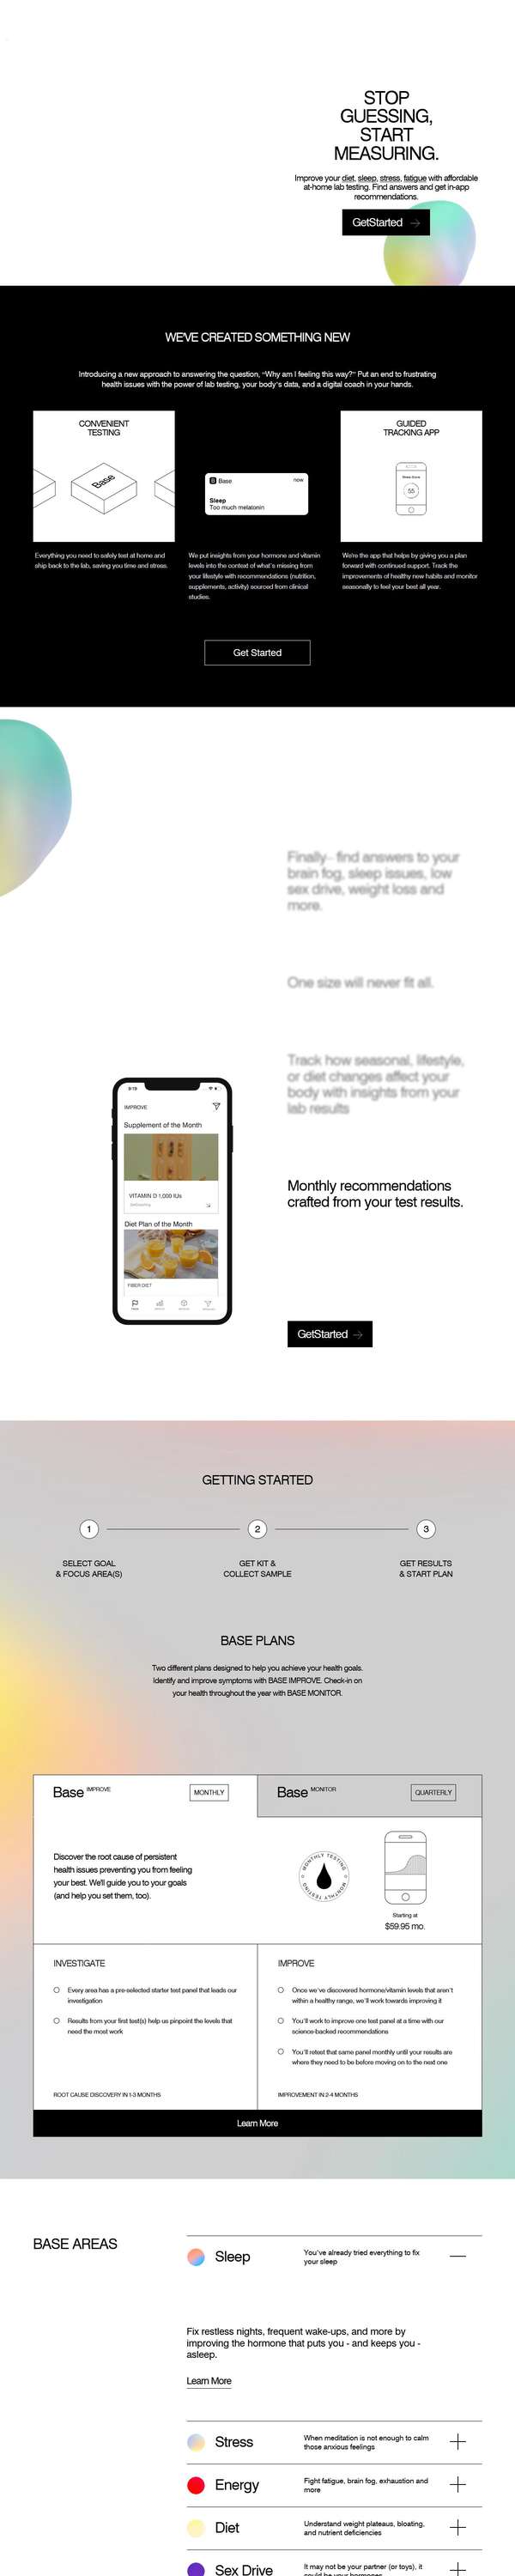 STOP
GUESSING,
START
MEASURING.
Improve your diet, sleep, stress, fatigue with affordable
at-home lab testing. Find answers and get in-app
recommendations.
GetStarted →
WE'VE CREATED SOMETHING NEW
Introducing a new approach to answering the question, "Why am I feeling this way?" Put an end to frustrating
health issues with the power of lab testing, your body's data, and a digital coach in your hands.
CONVENIENT
TESTING
Base
Everything you need to safely test at home and
ship back to the lab, saving you time and stress.
Base now
Sleep
Too much melatonin
We put insights from your hormone and vitamin
levels into the context of what's missing from
your lifestyle with recommendations (nutrition,
supplements, activity) sourced from clinical
studies.
GUIDED
TRACKING APP
55
We're the app that helps by giving you a plan
forward with continued support. Track the
improvements of healthy new habits and monitor
seasonally to feel your best all year.
Get Started
Finally– find answers to your
brain fog, sleep issues, low
sex drive, weight loss and
more.
One size will never fit all.
Track how seasonal, lifestyle,
or diet changes affect your
body with insights from your
lab results
9:19
IMPROVE
Supplement of the Month
VITAMIN D 1,000 IUs
Diet Plan of the Month
FIBER DIET
Monthly recommendations
crafted from your test results.
GetStarted →
GETTING STARTED
1
2
3
SELECT GOAL
& FOCUS AREA(S)
GET KIT &
COLLECT SAMPLE
GET RESULTS
& START PLAN
BASE PLANS
Two different plans designed to help you achieve your health goals.
Identify and improve symptoms with BASE IMPROVE. Check-in on
your health throughout the year with BASE MONITOR.
Base IMPROVE MONTHLY
Base MONITOR QUARTERLY
Discover the root cause of persistent
health issues preventing you from feeling
your best. We'll guide you to your goals
(and help you set them, too).
MONTHLY TESTING
MONTHLY TESTING
Starting at
$59.95 mo.
INVESTIGATE
Every area has a pre-selected starter test panel that leads our
investigation
Results from your first test(s) help us pinpoint the levels that
need the most work
ROOT CAUSE DISCOVERY IN 1-3 MONTHS
IMPROVE
Once we've discovered hormone/vitamin levels that aren't
within a healthy range, we'll work towards improving it
You'll work to improve one test panel at a time with our
science-backed recommendations
You'll retest that same panel monthly until your results are
where they need to be before moving on to the next one
IMPROVEMENT IN 2-4 MONTHS
Learn More
BASE AREAS
Sleep
You've already tried everything to fix
your sleep
Fix restless nights, frequent wake-ups, and more by
improving the hormone that puts you - and keeps you -
asleep.
Learn More
Stress
When meditation is not enough to calm
those anxious feelings
Energy
Fight fatigue, brain fog, exhaustion and
more
Diet
Understand weight plateaus, bloating,
and nutrient deficiencies
Sex Drive
It may not be your partner (or toys), it
could be your hormones